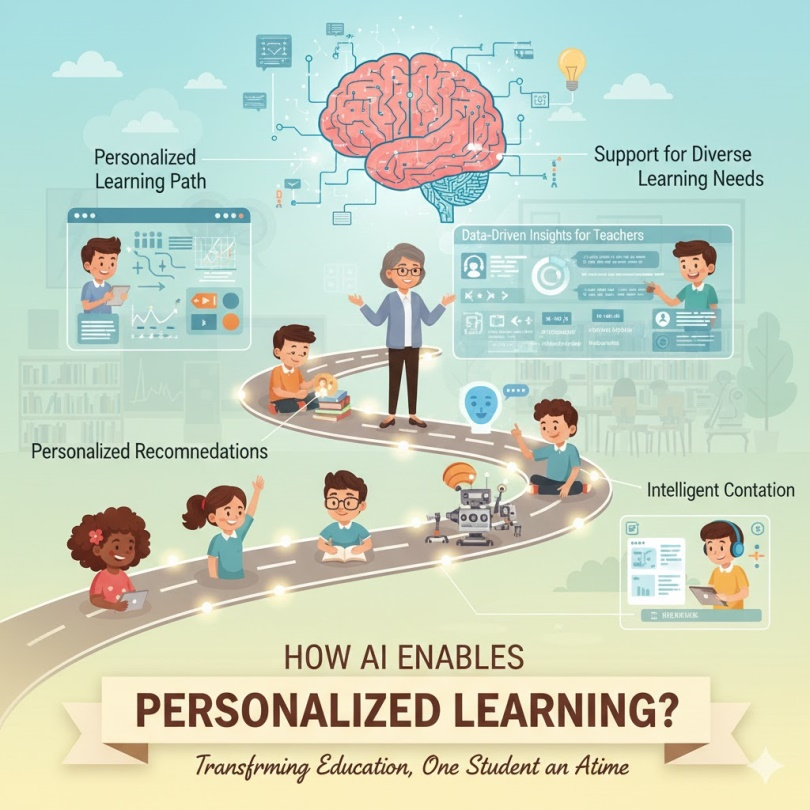 Personalized
Learning Path
Support for Diverse
Learning Needs
Data-Driven Insights for Teachers
Personalized Recomnedations
Intelligent Contation
HOW AI ENABLES
PERSONALIZED LEARNING?
Transfrming Education, One Student an Atime